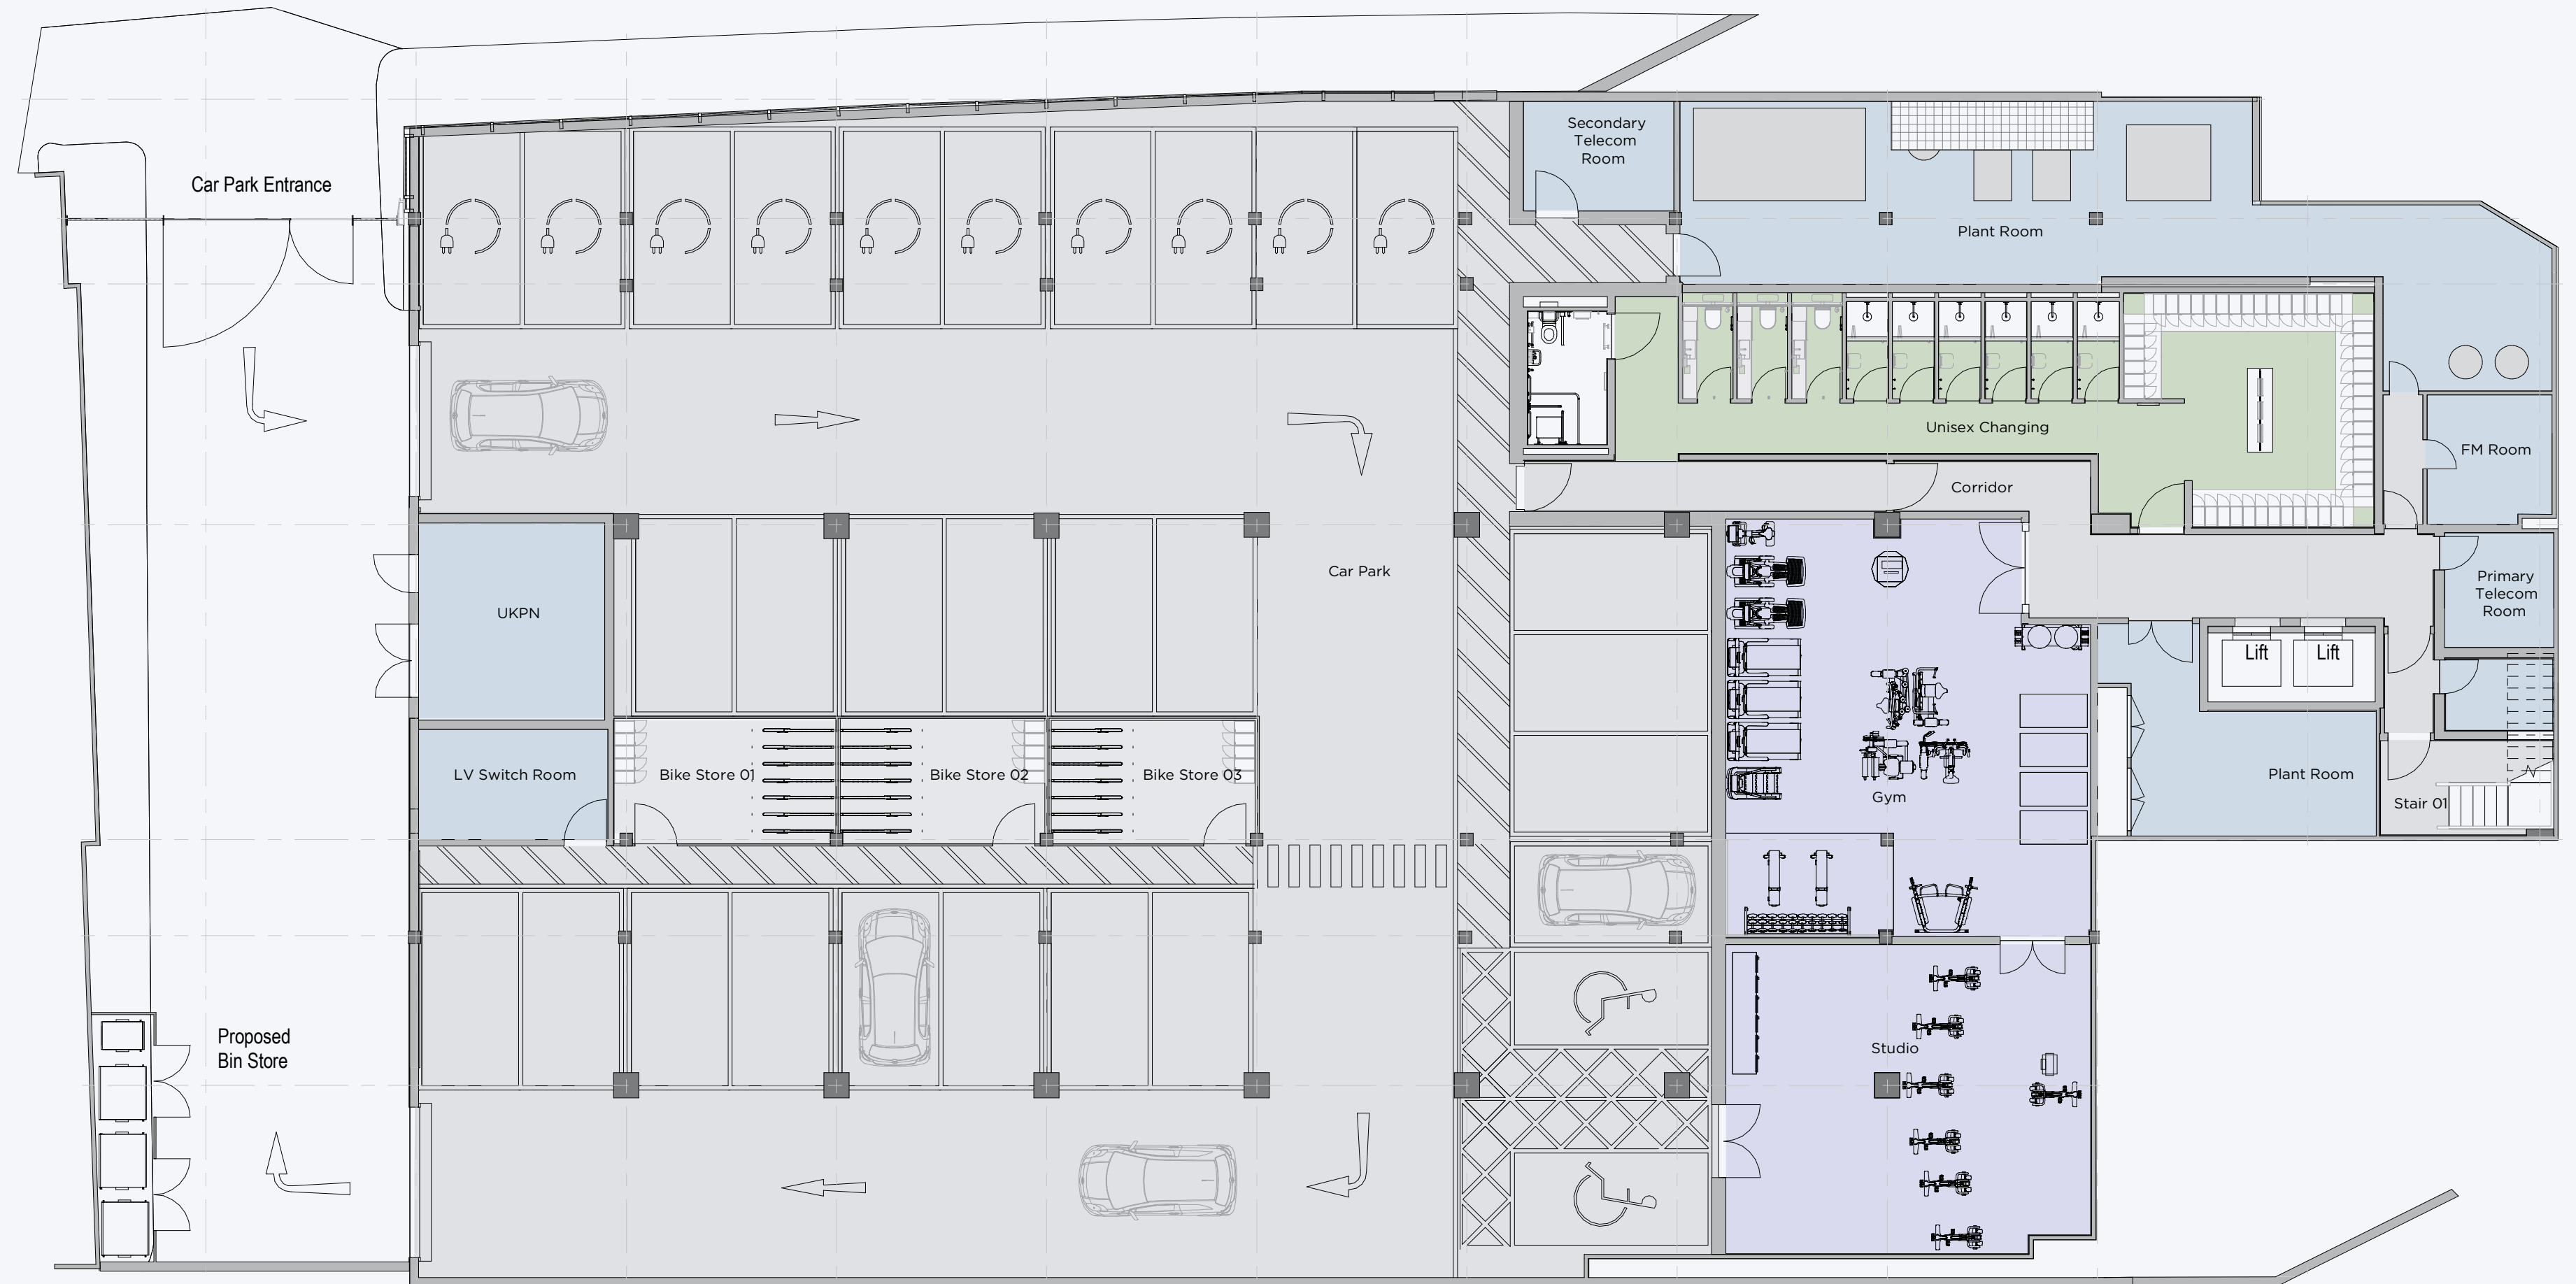 Secondary
Telecom
Room
Car Park Entrance
Plant Room
Unisex Changing
FM Room
Corridor
Car Park
Primary
Telecom
Room
UKPN
Lift
Lift
LV Switch Room
Bike Store 01
Bike Store 02
Bike Store 03
Plant Room
Gym
Stair 01
Proposed
Bin Store
Studio